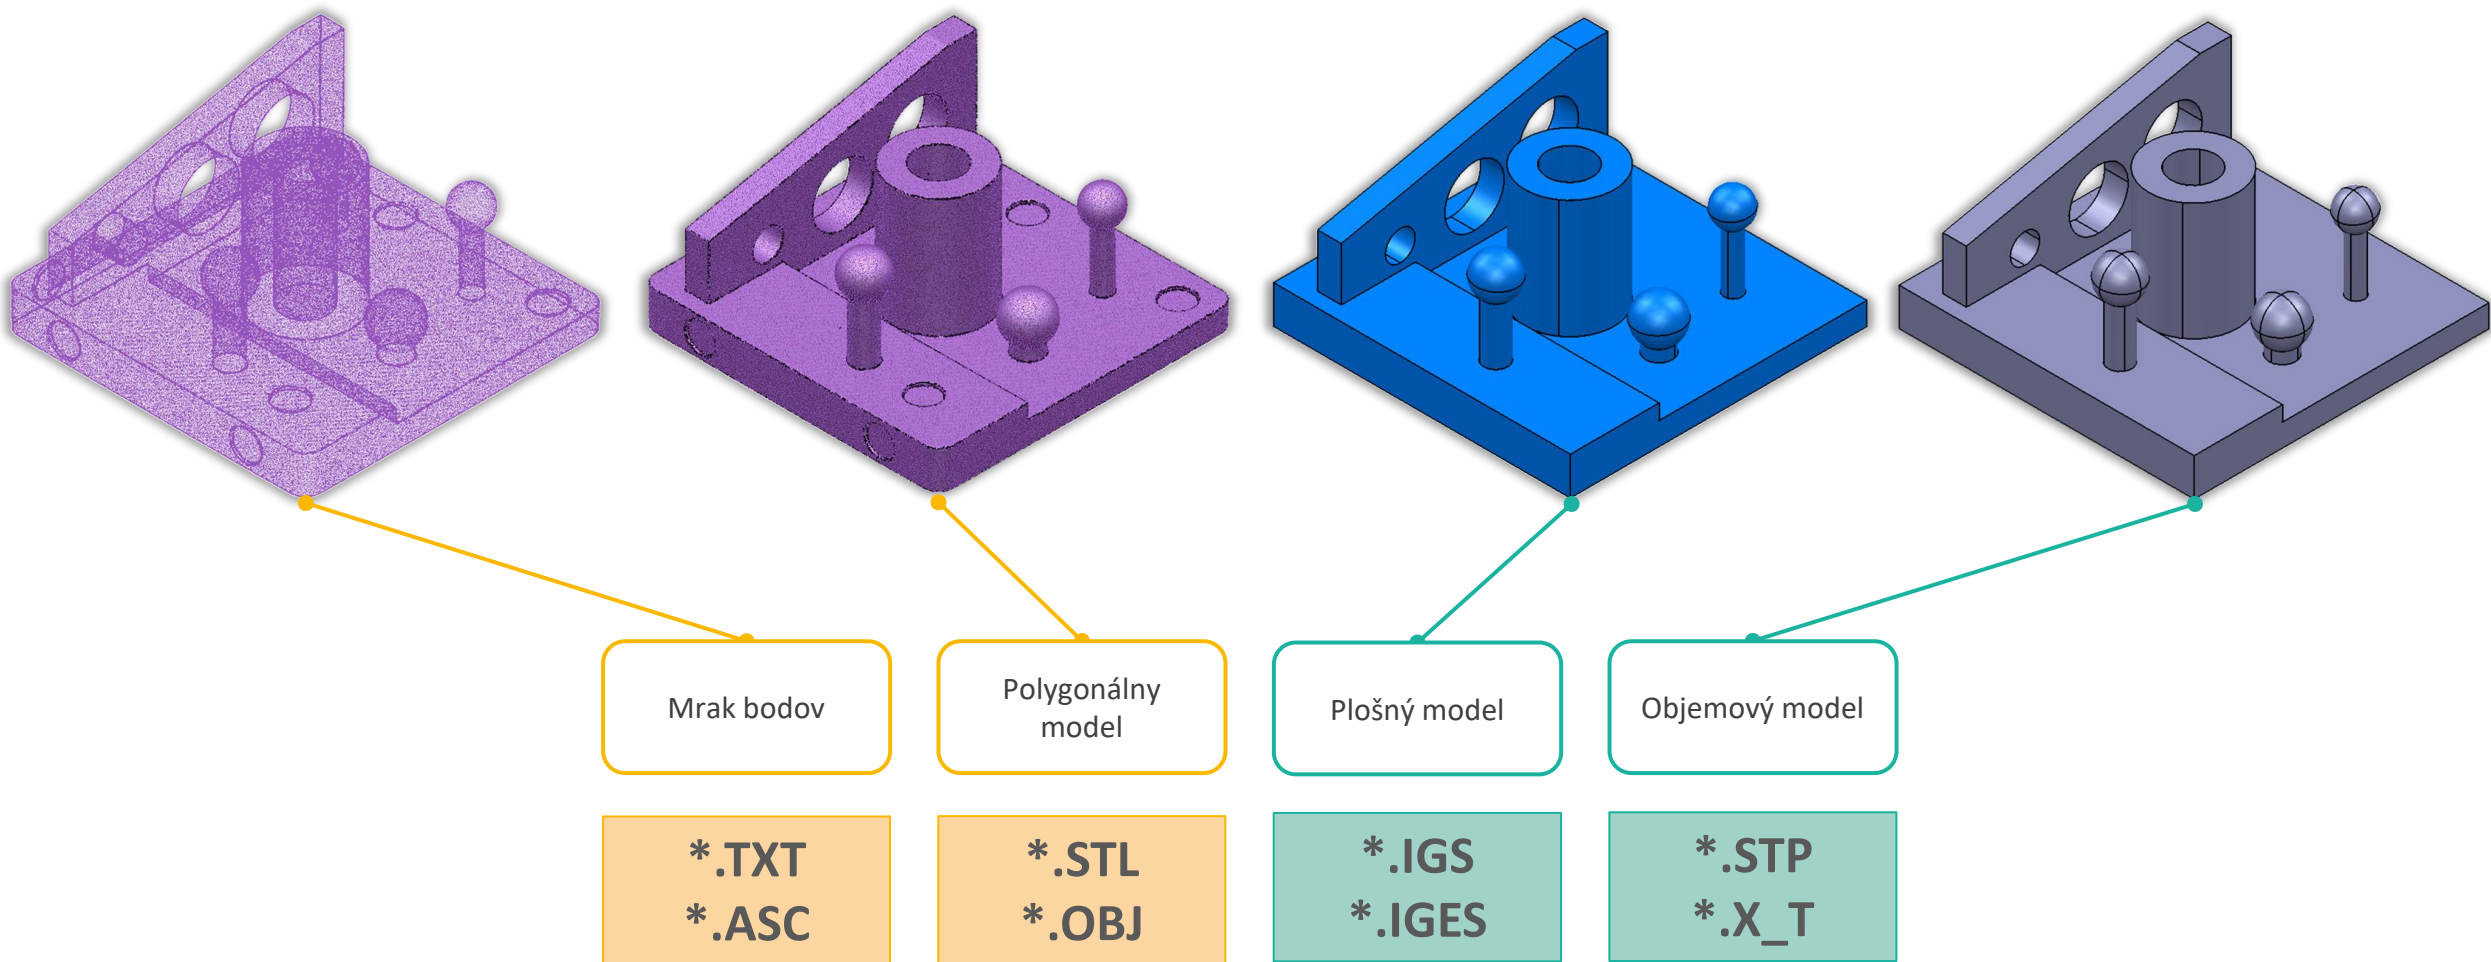 Mrak bodov
Polygonálny
model
Plošný model
Objemový model
*.TXT
*.ASC
*.STL
*.OBJ
*.IGS
*.IGES
*.STP
*.X_T